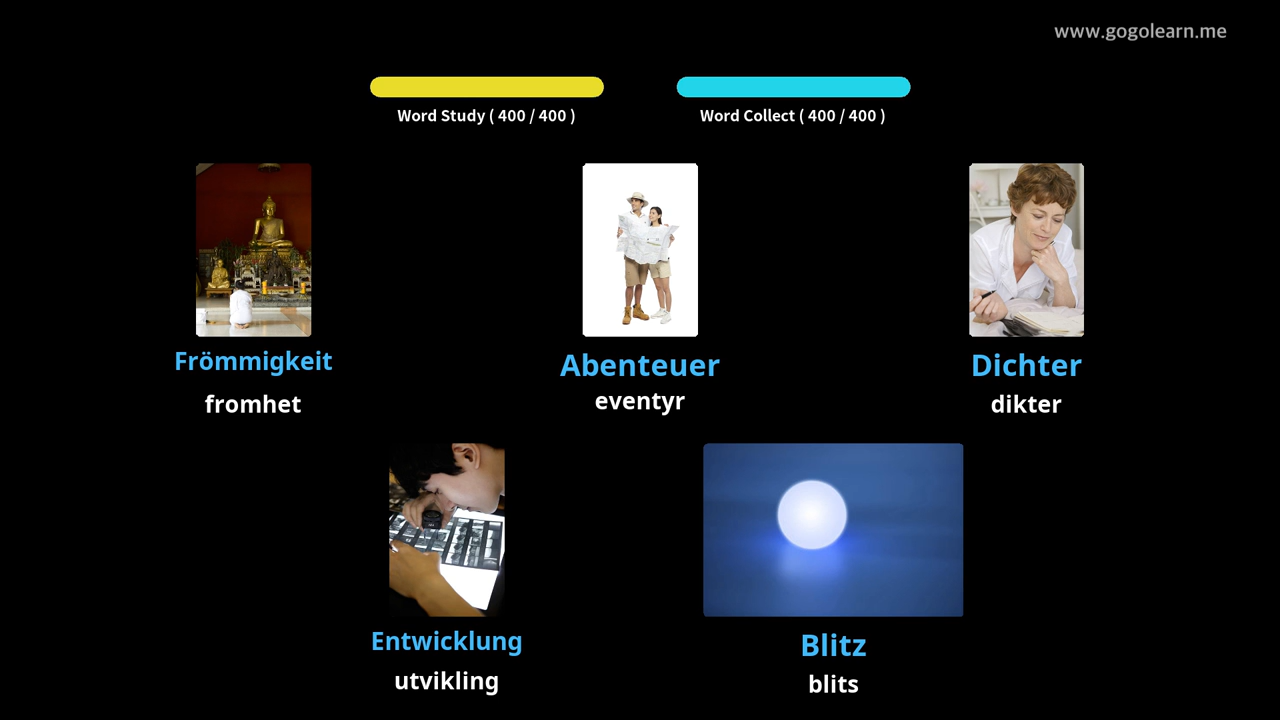 www.gogolearn.me
Word Study ( 400 / 400 )
Word Collect ( 400 / 400 )
Frömmigkeit
fromhet
Abenteuer
eventyr
Dichter
dikter
Entwicklung
utvikling
Blitz
blits